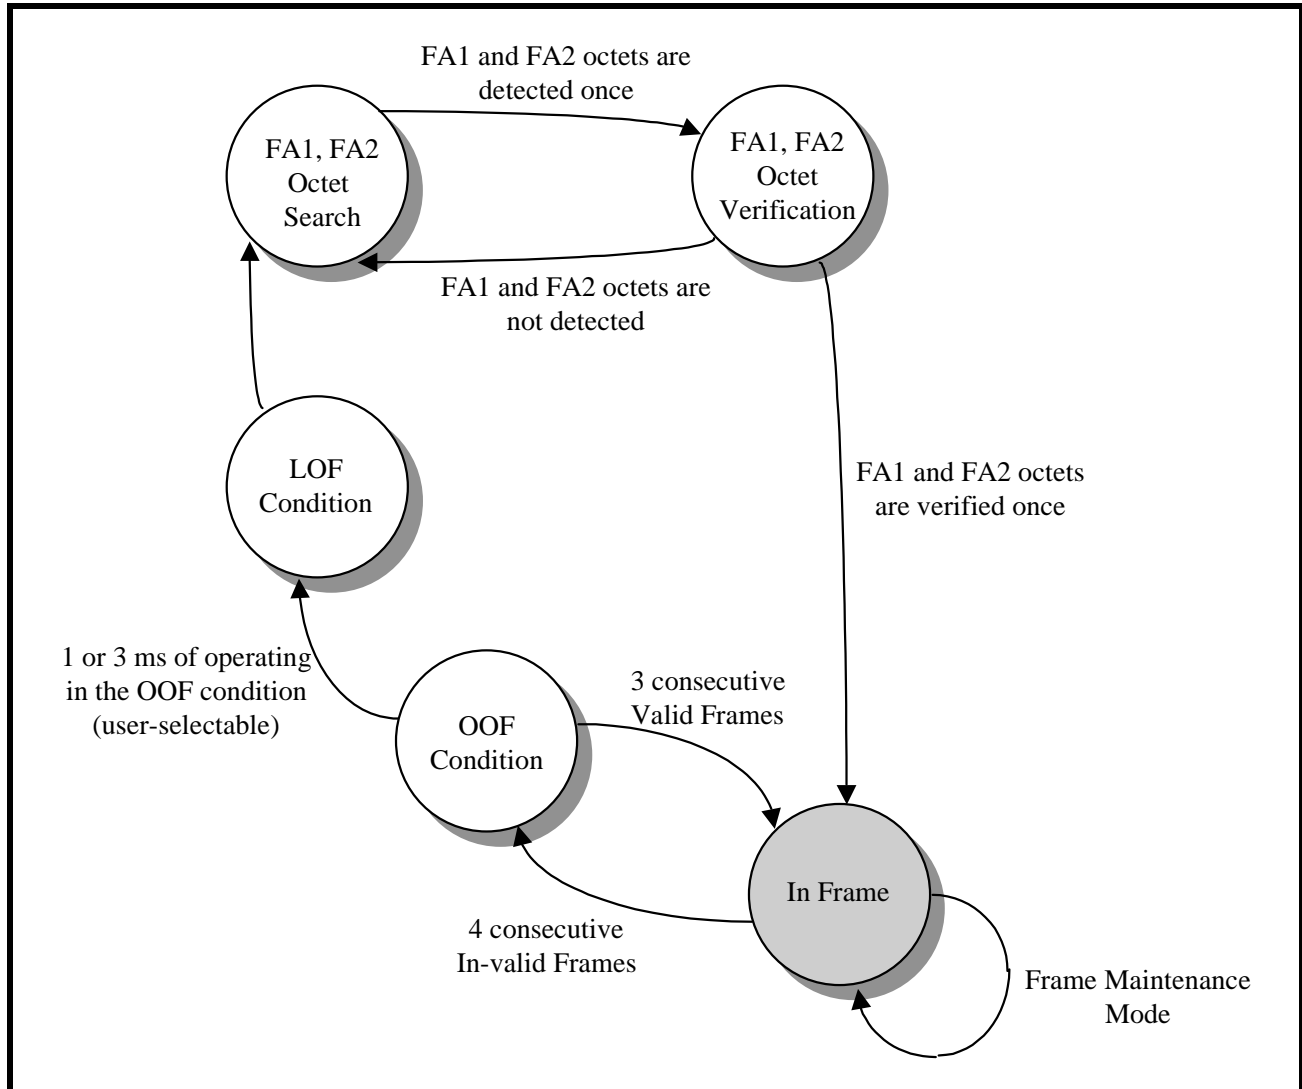 FA1 and FA2 octets are
detected once
FA1, FA2
Octet
Search
FA1, FA2
Octet
Verification
FA1 and FA2 octets are
not detected
LOF
Condition
FA1 and FA2 octets
are verified once
1 or 3 ms of operating
in the OOF condition
(user-selectable)
OOF
Condition
3 consecutive
Valid Frames
In Frame
4 consecutive
In-valid Frames
Frame Maintenance
Mode